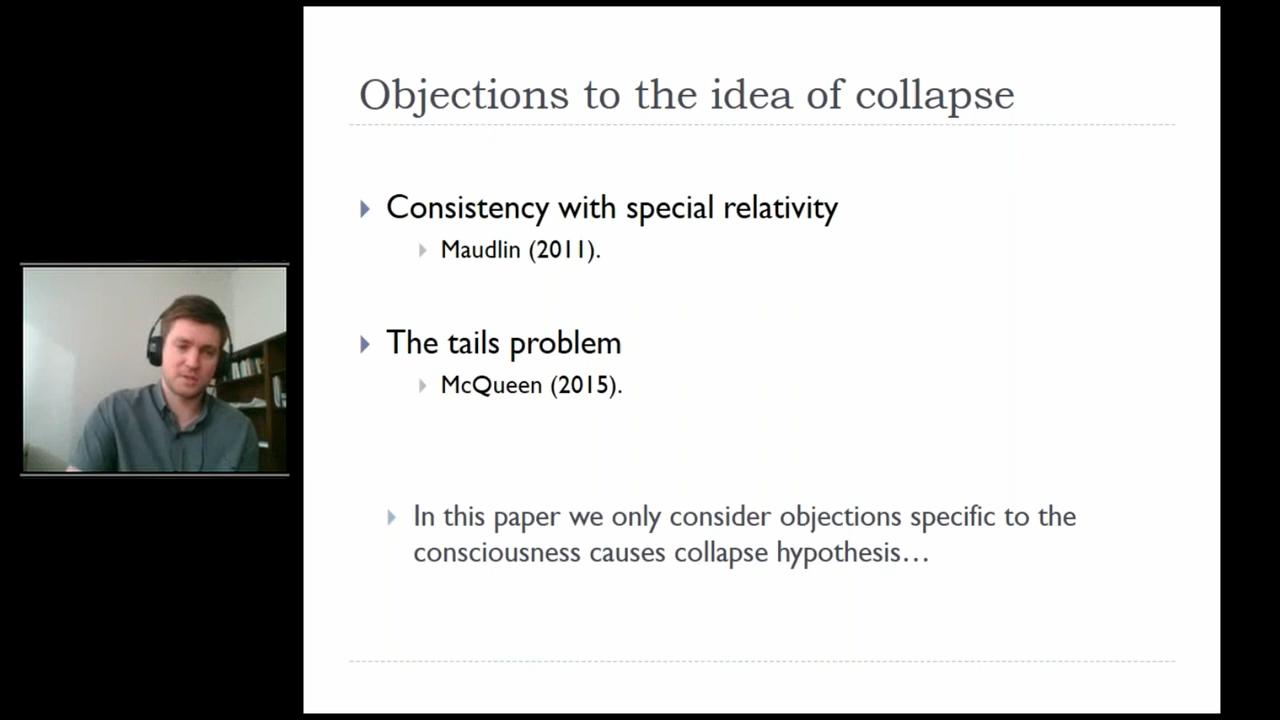 Objections to the idea of collapse
Consistency with special relativity
Maudlin (2011).
The tails problem
McQueen (2015).
In this paper we only consider objections specific to the
consciousness causes collapse hypothesis…